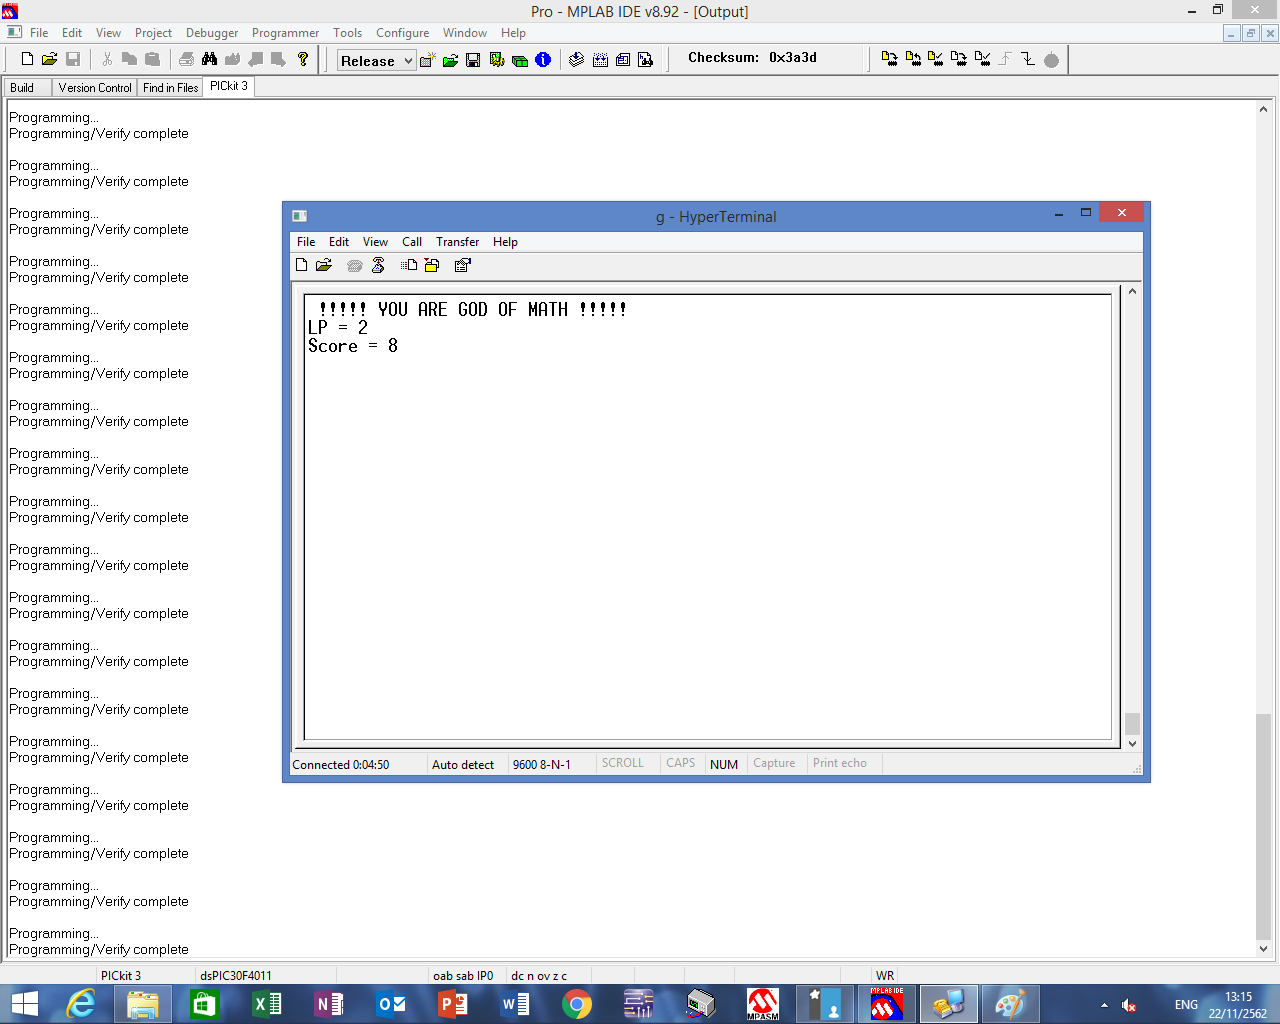 Pro - MPLAB IDE v8.92 - [Output]
File Edit View Project Debugger Programmer Tools Configure Window Help
Release
Checksum: 0x3a3d
Build Version Control Find in Files PICkit 3
Programming...
Programming/Verify complete
Programming...
Programming/Verify complete
Programming...
Programming/Verify complete
Programming...
Programming/Verify complete
Programming...
Programming/Verify complete
Programming...
Programming/Verify complete
Programming...
Programming/Verify complete
Programming...
Programming/Verify complete
Programming...
Programming/Verify complete
Programming...
Programming/Verify complete
Programming...
Programming/Verify complete
Programming...
Programming/Verify complete
Programming...
Programming/Verify complete
Programming...
Programming/Verify complete
Programming...
Programming/Verify complete
Programming...
Programming/Verify complete
Programming...
Programming/Verify complete
Programming...
Programming/Verify complete
g - HyperTerminal
File Edit View Call Transfer Help
!!!!! YOU ARE GOD OF MATH !!!!!
LP = 2
Score = 8
Connected 0:04:50 Auto detect 9600 8-N-1 SCROLL CAPS NUM Capture Print echo
PICkit 3 dsPIC30F4011 oab sab IP0 dc n ov z c WR
MPASM
MPLAB IDE
ENG
13:15
22/11/2562